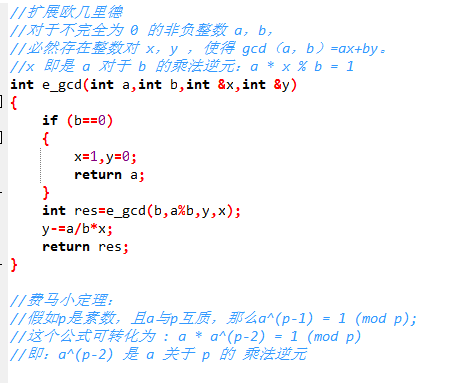 //扩展欧几里德
//对于不完全为 0 的非负整数 a，b，
//必然存在整数对 x，y ，使得 gcd（a，b）=ax+by。
//x 即是 a 对于 b 的乘法逆元：a * x % b = 1
int e_gcd(int a,int b,int &x,int &y)
{
if (b==0)
{
x=1,y=0;
return a;
}
int res=e_gcd(b,a%b,y,x);
y-=a/b*x;
return res;
}
//费马小定理：
//假如p是素数，且a与p互质，那么a^(p-1) = 1 (mod p);
//这个公式可转化为 : a * a^(p-2) = 1 (mod p)
//即：a^(p-2) 是 a 关于 p 的 乘法逆元